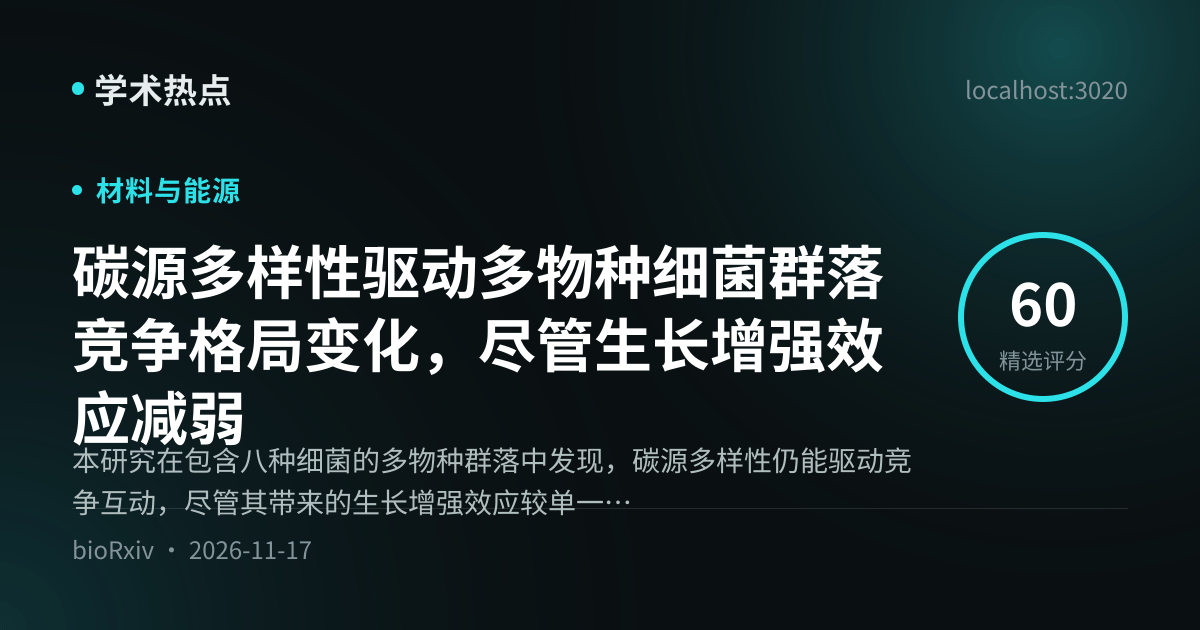 学术热点
localhost:3020
材料与能源
碳源多样性驱动多物种细菌群落
竞争格局变化，尽管生长增强效
应减弱
60
精选评分
本研究在包含八种细菌的多物种群落中发现，碳源多样性仍能驱动竞
争互动，尽管其带来的生长增强效应较单一…
bioRxiv · 2026-11-17